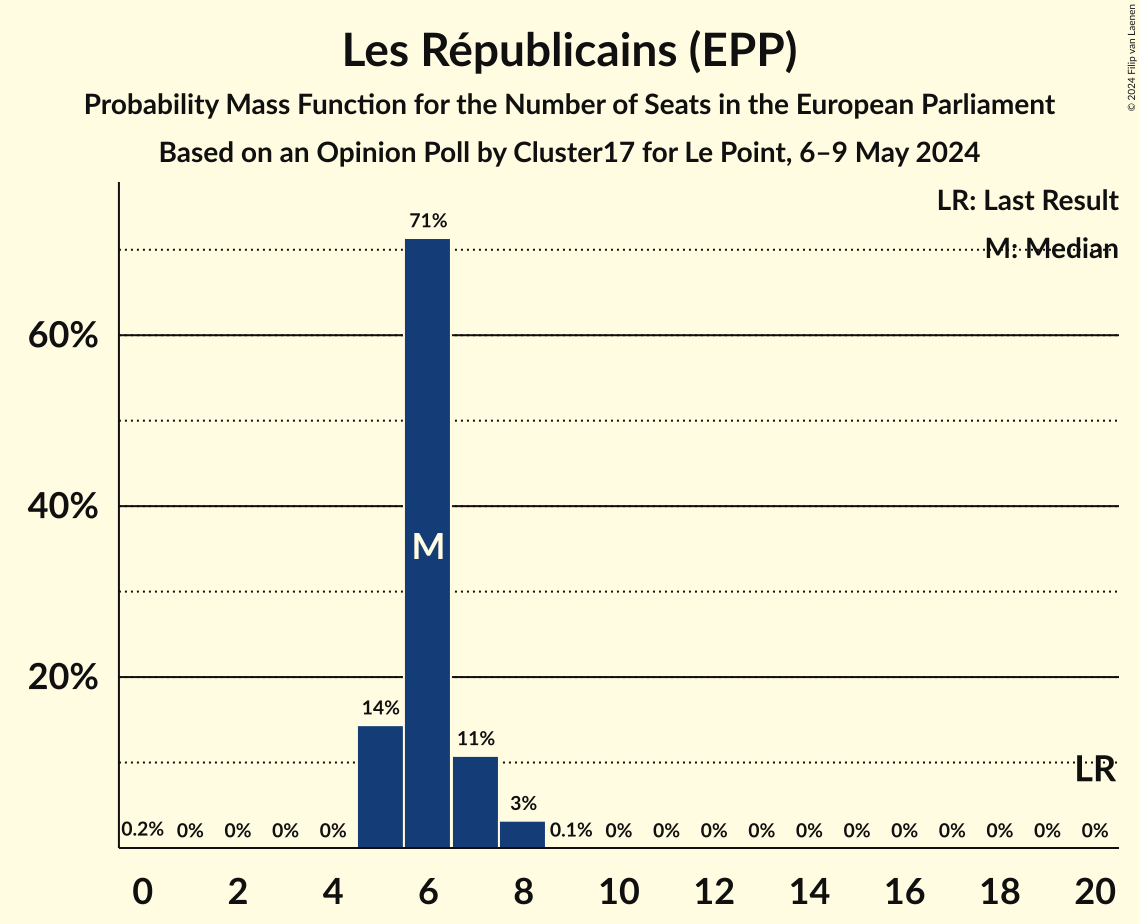 © 2024 Filip van Laenen
Les Républicains (EPP)
Probability Mass Function for the Number of Seats in the European Parliament
Based on an Opinion Poll by Cluster17 for Le Point, 6–9 May 2024
LR: Last Result
M: Median
71%
60%
40%
M
20%
14%
11%
LR
3%
0.2% 0% 0% 0% 0% 0.1% 0% 0% 0% 0% 0% 0% 0% 0% 0% 0% 0%
0 2 4 6 8 10 12 14 16 18 20